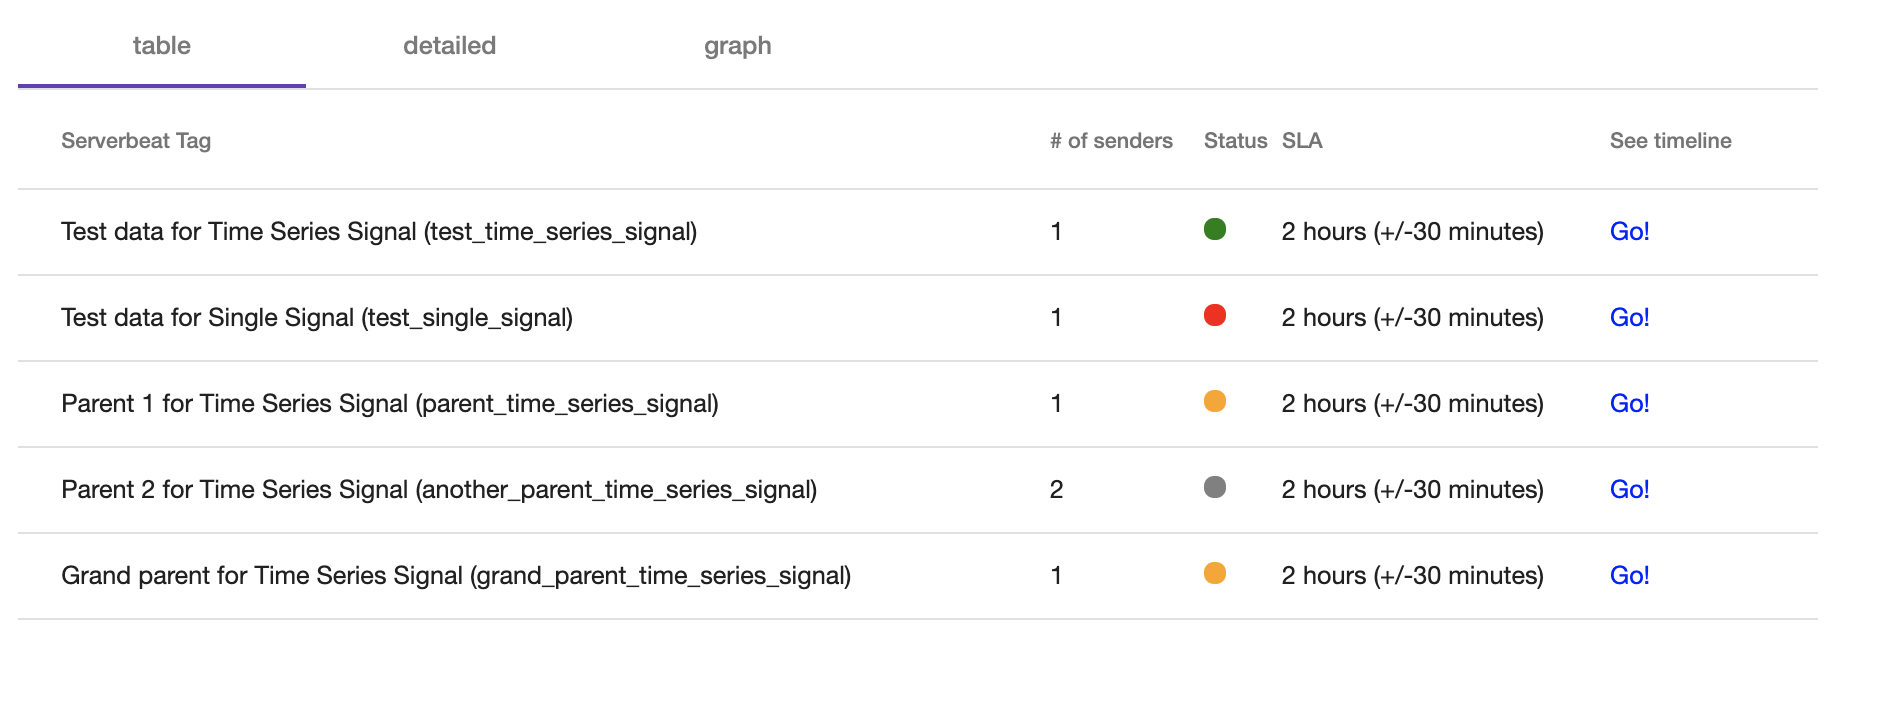 table detailed graph
Serverbeat Tag # of senders Status SLA See timeline
Test data for Time Series Signal (test_time_series_signal) 1 2 hours (+/-30 minutes) Go!
Test data for Single Signal (test_single_signal) 1 2 hours (+/-30 minutes) Go!
Parent 1 for Time Series Signal (parent_time_series_signal) 1 2 hours (+/-30 minutes) Go!
Parent 2 for Time Series Signal (another_parent_time_series_signal) 2 2 hours (+/-30 minutes) Go!
Grand parent for Time Series Signal (grand_parent_time_series_signal) 1 2 hours (+/-30 minutes) Go!